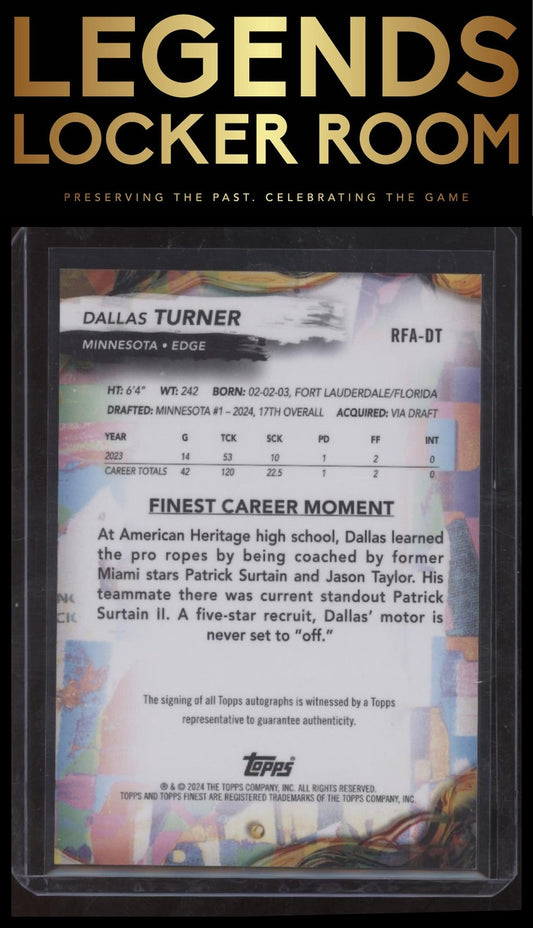 LEGENDS
LOCKER ROOM
PRESERVING THE PAST. CELEBRATING THE GAME
DALLAS TURNER
MINNESOTA • EDGE
RFA-DT
HT: 6'4" WT: 242 BORN: 02-02-03, FORT LAUDERDALE/FLORIDA
DRAFTED: MINNESOTA #1 – 2024, 17TH OVERALL ACQUIRED: VIA DRAFT
YEAR G TCK SCK PD FF INT
2023 14 53 10 1 2 0
CAREER TOTALS 42 120 22.5 1 2 0
FINEST CAREER MOMENT
At American Heritage high school, Dallas learned
the pro ropes by being coached by former
Miami stars Patrick Surtain and Jason Taylor. His
teammate there was current standout Patrick
Surtain II. A five-star recruit, Dallas' motor is
never set to "off."
The signing of all Topps autographs is witnessed by a Topps
representative to guarantee authenticity.
topps®
® & © 2024 THE TOPPS COMPANY, INC. ALL RIGHTS RESERVED.
TOPPS AND TOPPS FINEST ARE REGISTERED TRADEMARKS OF THE TOPPS COMPANY, INC.